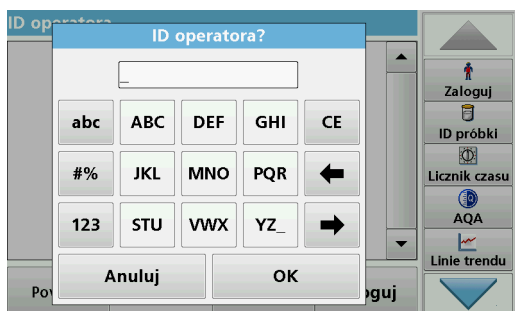 ID operatora
ID operatora?
_
abc ABC DEF GHI CE
#% JKL MNO PQR
123 STU VWX YZ_
Anuluj OK
Zaloguj
ID próbki
Licznik czasu
AQA
Linie trendu